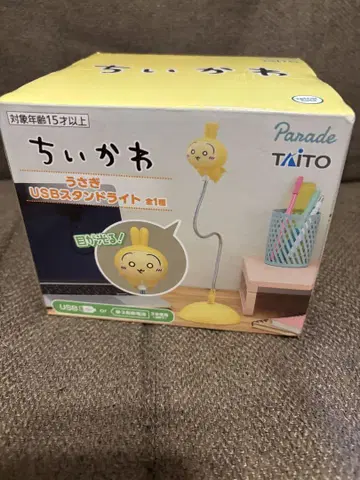 ちいかわ
対象年齢15才以上
ちいかわ
うさぎ
USBスタンドライト 全1種
Parade
TAITO
目が光る!
USB
or